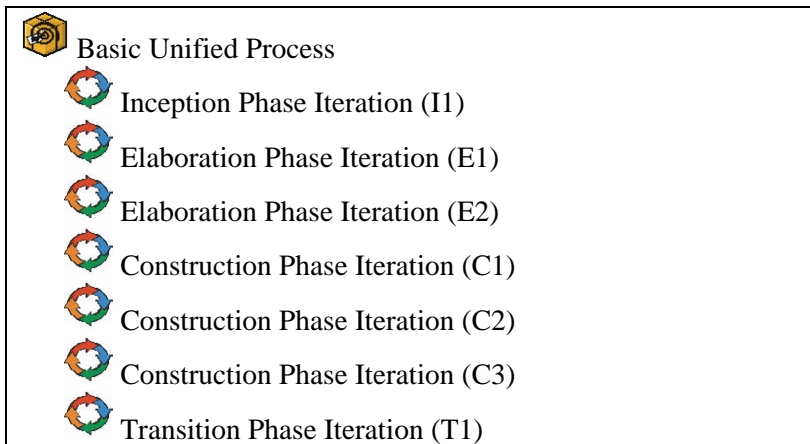 Basic Unified Process
Inception Phase Iteration (I1)
Elaboration Phase Iteration (E1)
Elaboration Phase Iteration (E2)
Construction Phase Iteration (C1)
Construction Phase Iteration (C2)
Construction Phase Iteration (C3)
Transition Phase Iteration (T1)